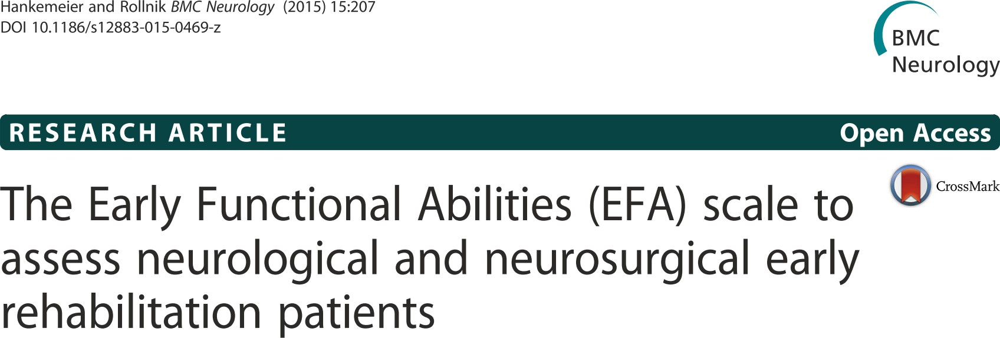 Hankemeier and Rollnik BMC Neurology (2015) 15:207
DOI 10.1186/s12883-015-0469-z
BMC
Neurology
RESEARCH ARTICLE
Open Access
CrossMark
The Early Functional Abilities (EFA) scale to
assess neurological and neurosurgical early
rehabilitation patients